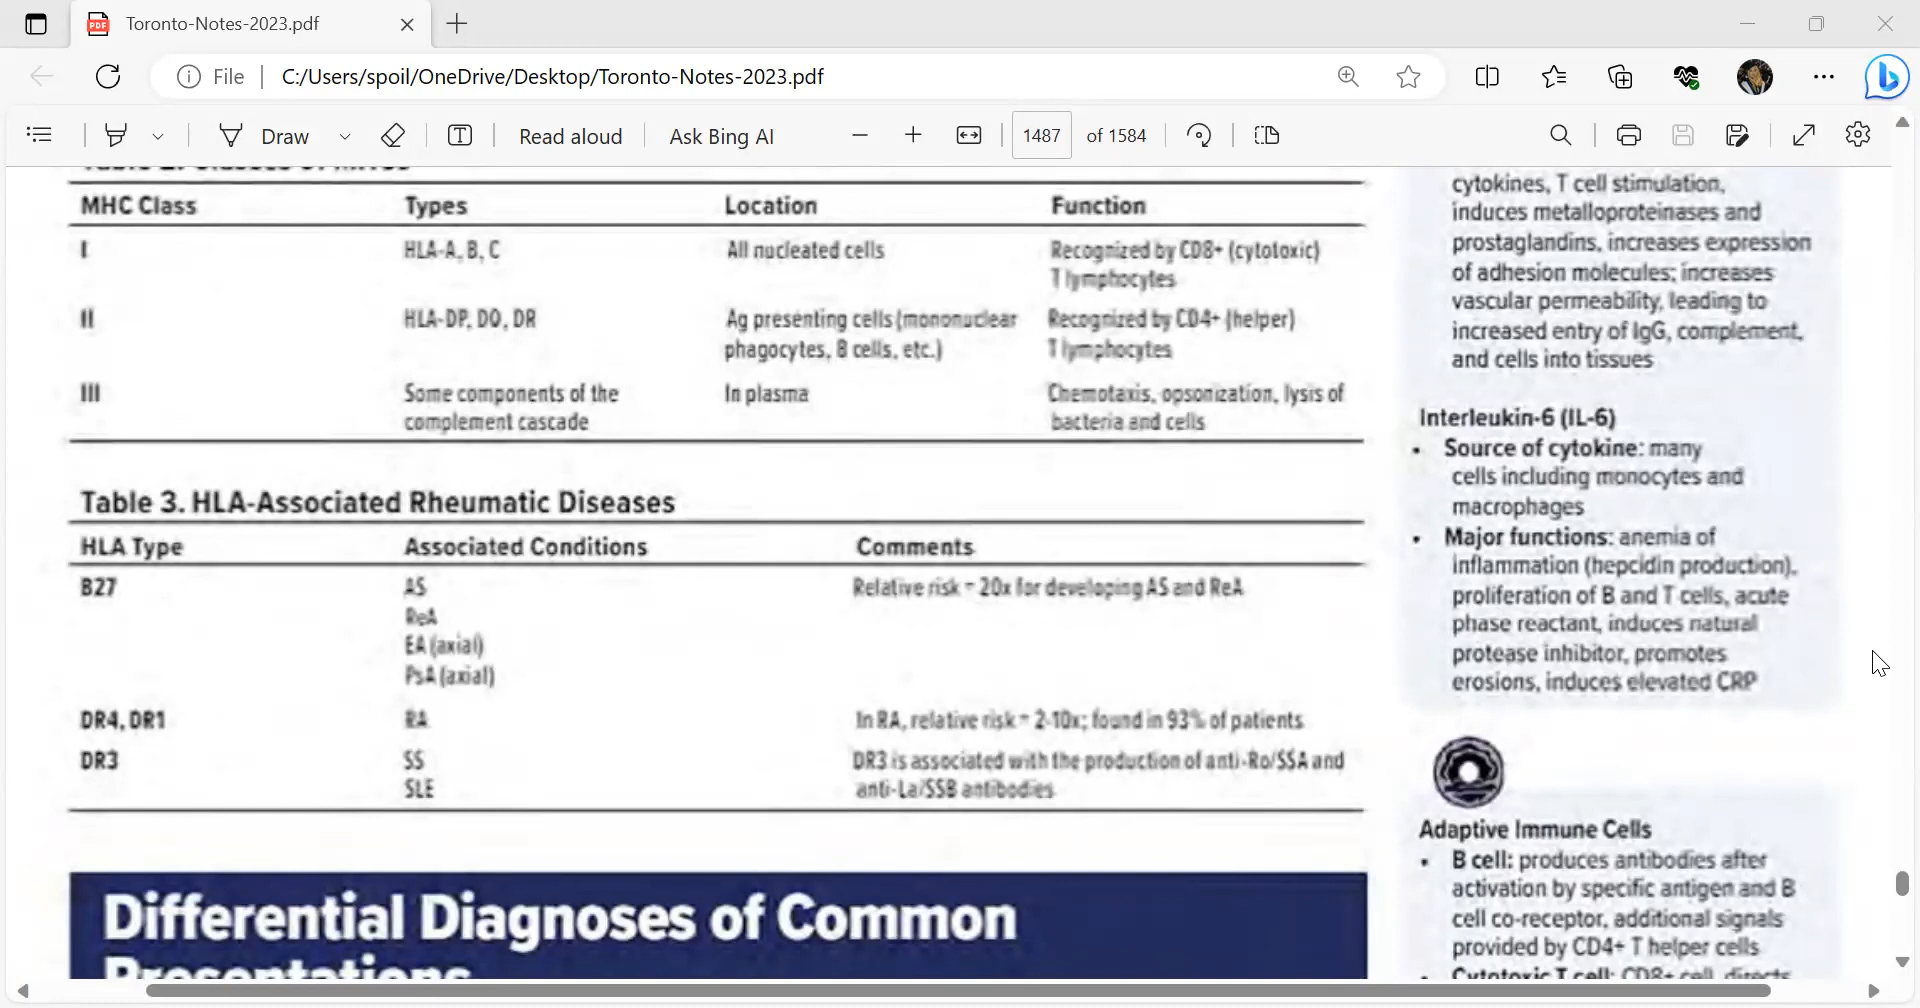 Toronto-Notes-2023.pdf
File
C:/Users/spoil/OneDrive/Desktop/Toronto-Notes-2023.pdf
Draw
Read aloud
Ask Bing AI
1487 of 1584
MHC Class Types Location Function
I HLA-A, B, C All nucleated cells Recognized by CD8+ (cytotoxic)
T lymphocytes
II HLA-DP, DQ, DR Ag presenting cells (mononuclear Recognized by CD4+ (helper)
phagocytes, B cells, etc.) T lymphocytes
III Some components of the In plasma Chemotaxis, opsonization, lysis of
complement cascade bacteria and cells
Table 3. HLA-Associated Rheumatic Diseases
HLA Type Associated Conditions Comments
B27 AS Relative risk = 20x for developing AS and ReA
ReA
EA (axial)
PsA (axial)
DR4, DR1 RA In RA, relative risk = 2-10x; found in 93% of patients
DR3 SS DR3 is associated with the production of anti-Ro/SSA and
SLE anti-La/SSB antibodies
Differential Diagnoses of Common
Presentations
cytokines, T cell stimulation,
induces metalloproteinases and
prostaglandins, increases expression
of adhesion molecules; increases
vascular permeability, leading to
increased entry of IgG, complement,
and cells into tissues
Interleukin-6 (IL-6)
• Source of cytokine: many
cells including monocytes and
macrophages
• Major functions: anemia of
inflammation (hepcidin production),
proliferation of B and T cells, acute
phase reactant, induces natural
protease inhibitor, promotes
erosions, induces elevated CRP
Adaptive Immune Cells
• B cell: produces antibodies after
activation by specific antigen and B
cell co-receptor, additional signals
provided by CD4+ T helper cells
• Cytotoxic T cell: CD8+ cell, directs